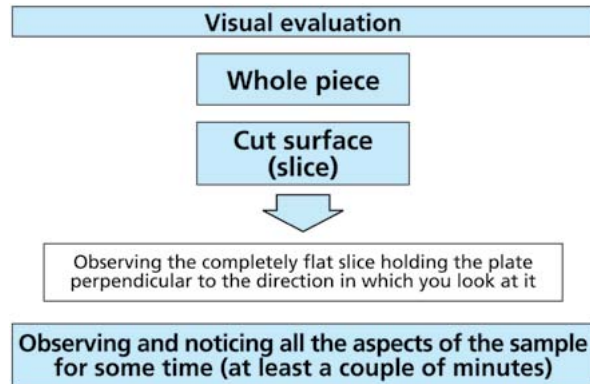 Visual evaluation
Whole piece
Cut surface
(slice)
Observing the completely flat slice holding the plate
perpendicular to the direction in which you look at it
Observing and noticing all the aspects of the sample
for some time (at least a couple of minutes)